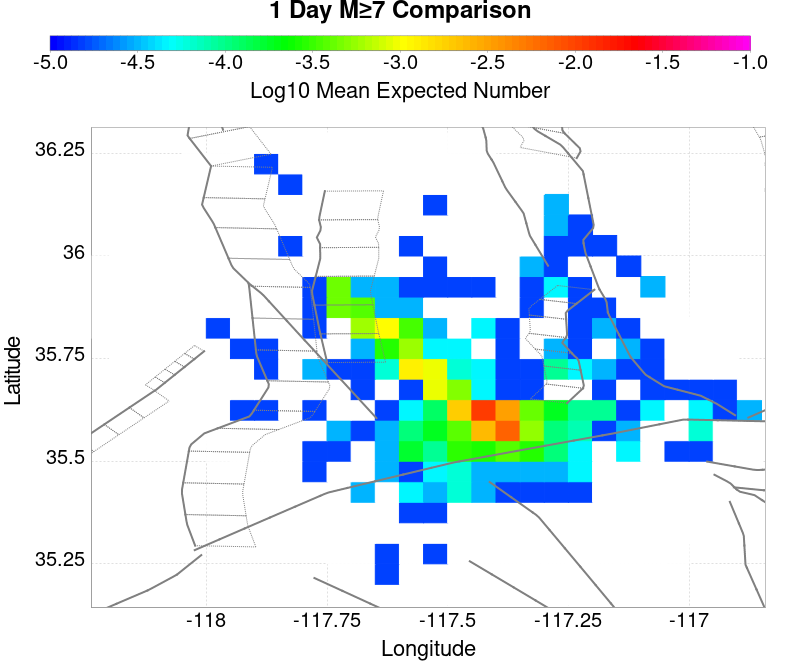 1 Day M≥7 Comparison
-5.0 -4.5 -4.0 -3.5 -3.0 -2.5 -2.0 -1.5 -1.0
Log10 Mean Expected Number
36.25
36
35.75
35.5
35.25
Latitude
-118 -117.75 -117.5 -117.25 -117
Longitude